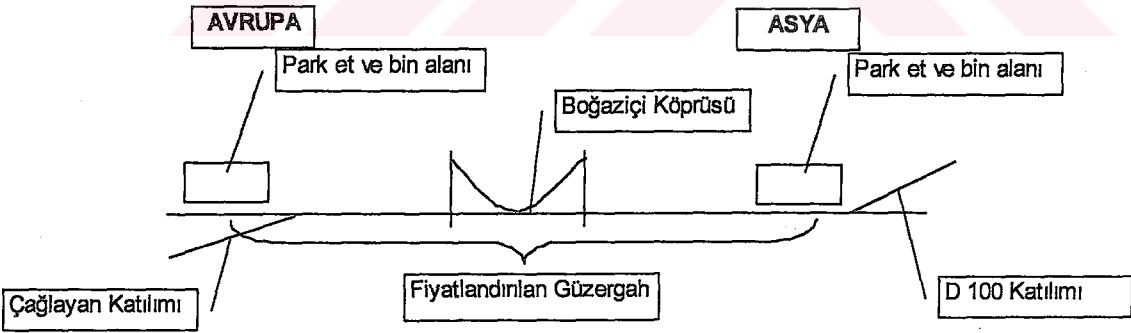 AVRUPA
ASYA
Park et ve bin alanı
Park et ve bin alanı
Boğaziçi Köprüsü
Çağlayan Katılımı
Fiyatlandırılan Güzergah
D 100 Katılımı